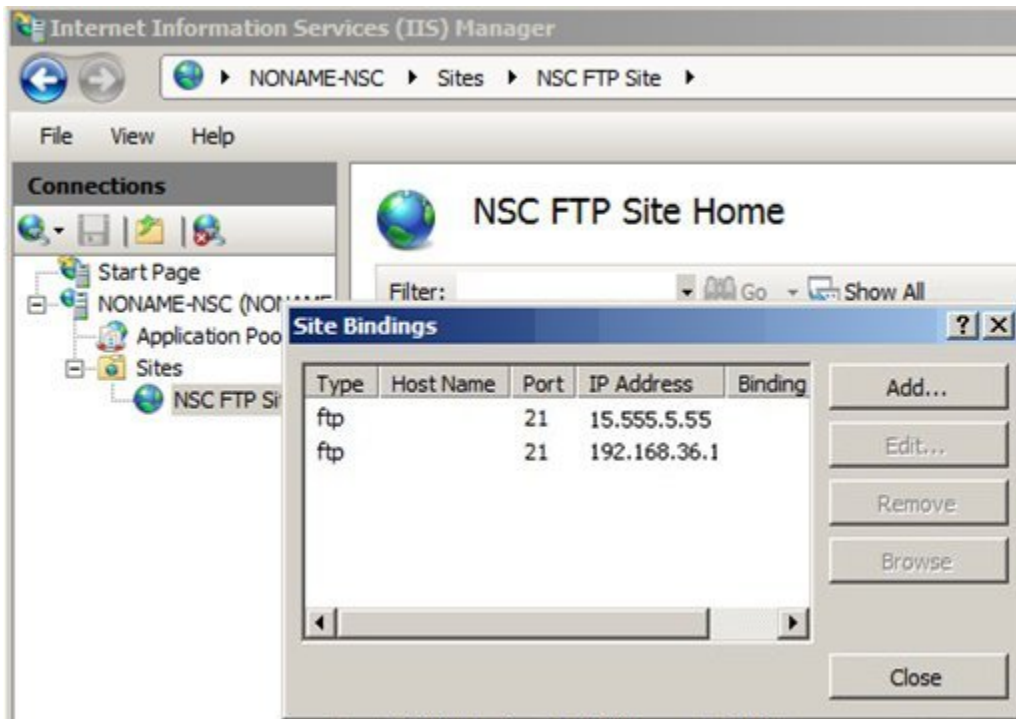 Internet Information Services (IIS) Manager
NONAME-NSC Sites NSC FTP Site
File View Help
Connections
NSC FTP Site Home
Start Page
NONAME-NSC (NONAME
Filter: Go Show All
Site Bindings
Application Poo
Sites
NSC FTP Si
Type Host Name Port IP Address Binding
ftp 21 15.555.5.55
ftp 21 192.168.36.1
Add...
Edit...
Remove
Browse
Close